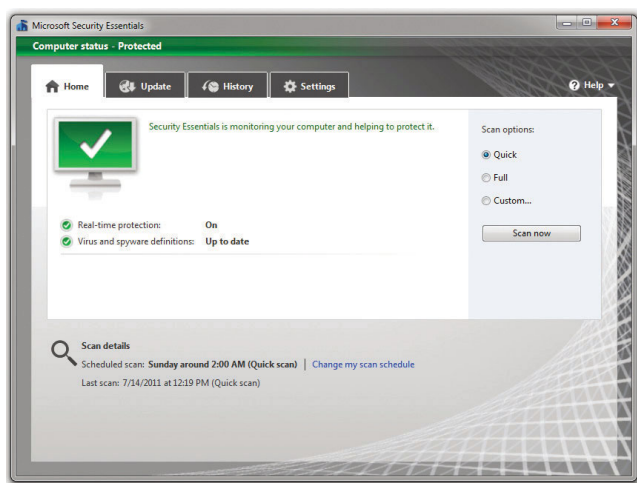 Microsoft Security Essentials
Computer status - Protected
Home
Update
History
Settings
Help
Security Essentials is monitoring your computer and helping to protect it.
Scan options:
Quick
Full
Custom...
Scan now
Real-time protection: On
Virus and spyware definitions: Up to date
Scan details
Scheduled scan: Sunday around 2:00 AM (Quick scan) | Change my scan schedule
Last scan: 7/14/2011 at 12:19 PM (Quick scan)